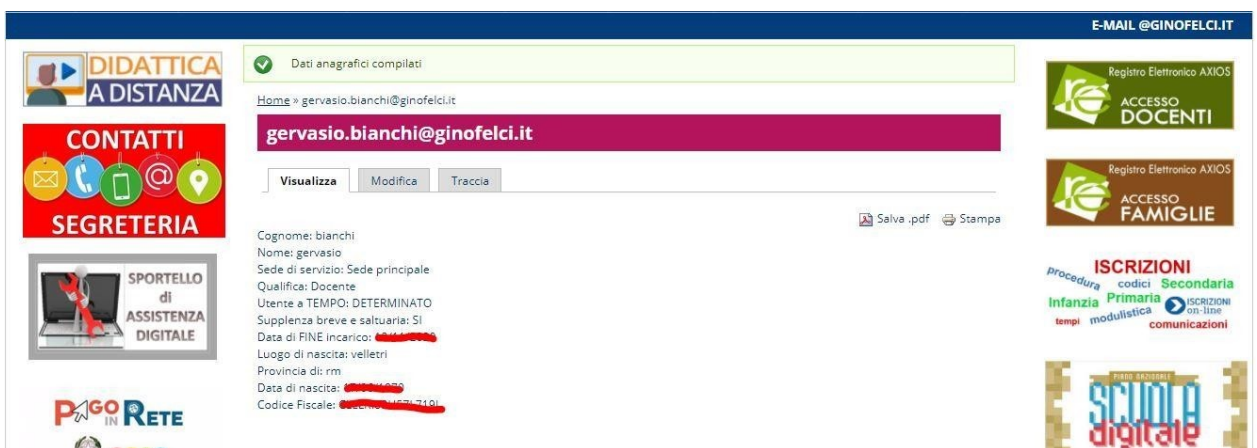 E-MAIL @GINOFELCI.IT
DIDATTICA
A DISTANZA
CONTATTI
SEGRETERIA
SPORTELLO
di
ASSISTENZA
DIGITALE
PAGO
IN RETE
Dati anagrafici compilati
Home » gervasio.bianchi@ginofelci.it
gervasio.bianchi@ginofelci.it
Visualizza Modifica Traccia
Salva .pdf Stampa
Cognome: bianchi
Nome: gervasio
Sede di servizio: Sede principale
Qualifica: Docente
Utente a TEMPO: DETERMINATO
Supplenza breve e saltuaria: SI
Data di FINE incarico:
Luogo di nascita: velletri
Provincia di: rm
Data di nascita:
Codice Fiscale:
Registro Elettronico AXIOS
re
ACCESSO
DOCENTI
Registro Elettronico AXIOS
re
ACCESSO
FAMIGLIE
ISCRIZIONI
procedura codici Secondaria
Infanzia Primaria ISCRIZIONI
on-line
tempi modulistica
comunicazioni
PIANO NAZIONALE
SCUOLA
digitale